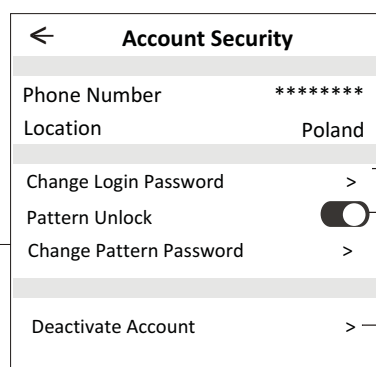 Account Security
Phone Number ********
Location Poland
Change Login Password >
Pattern Unlock
Change Pattern Password >
Deactivate Account >